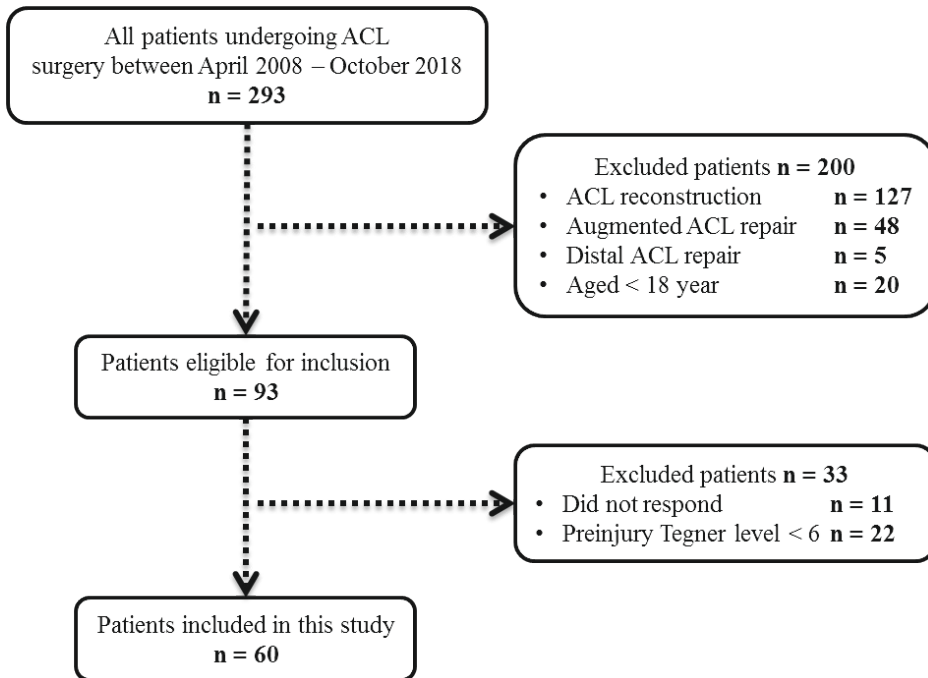 All patients undergoing ACL
surgery between April 2008 – October 2018
n = 293
Excluded patients n = 200
• ACL reconstruction n = 127
• Augmented ACL repair n = 48
• Distal ACL repair n = 5
• Aged < 18 year n = 20
Patients eligible for inclusion
n = 93
Excluded patients n = 33
• Did not respond n = 11
• Preinjury Tegner level < 6 n = 22
Patients included in this study
n = 60